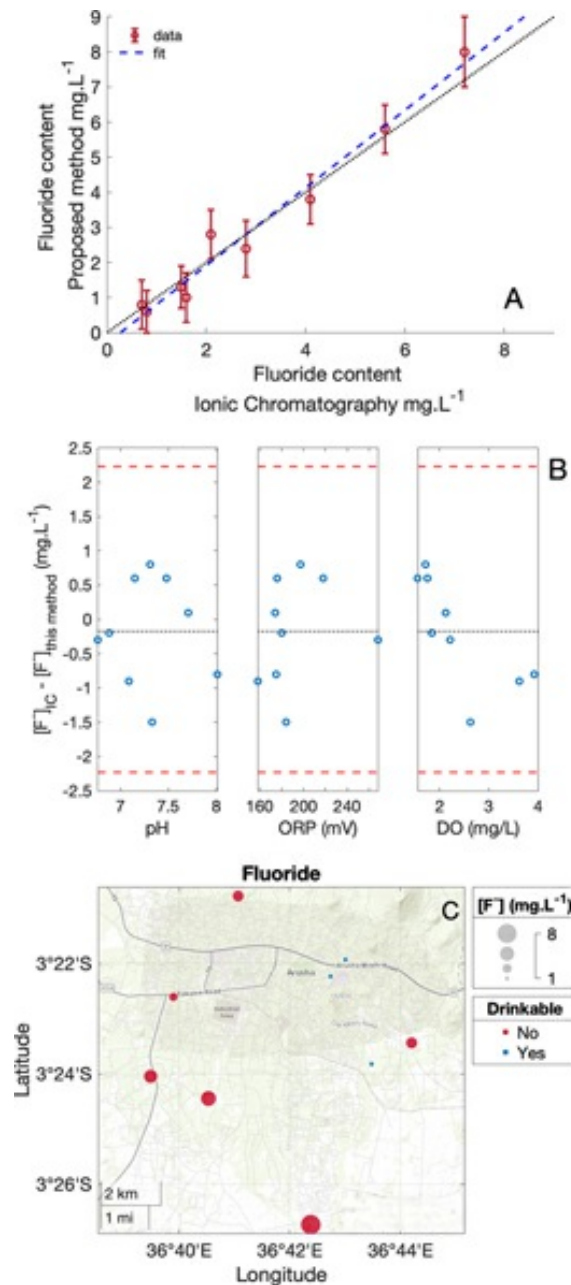 9
8
7
6
5
4
3
2
1
0
data
fit
Fluoride content
Proposed method mg.L-1
A
0 2 4 6 8
Fluoride content
Ionic Chromatography mg.L-1
B
2.5
2
1.5
1
0.5
0
-0.5
-1
-1.5
-2
-2.5
[F-]IC - [F-]this method (mg.L-1)
7 7.5 8
pH
160 200 240
ORP (mV)
2 3 4
DO (mg/L)
Fluoride
C
[F-] (mg.L-1)
8
1
Drinkable
No
Yes
3°22'S
3°24'S
3°26'S
Latitude
Arusha
2 km
1 mi
36°40'E 36°42'E 36°44'E
Longitude